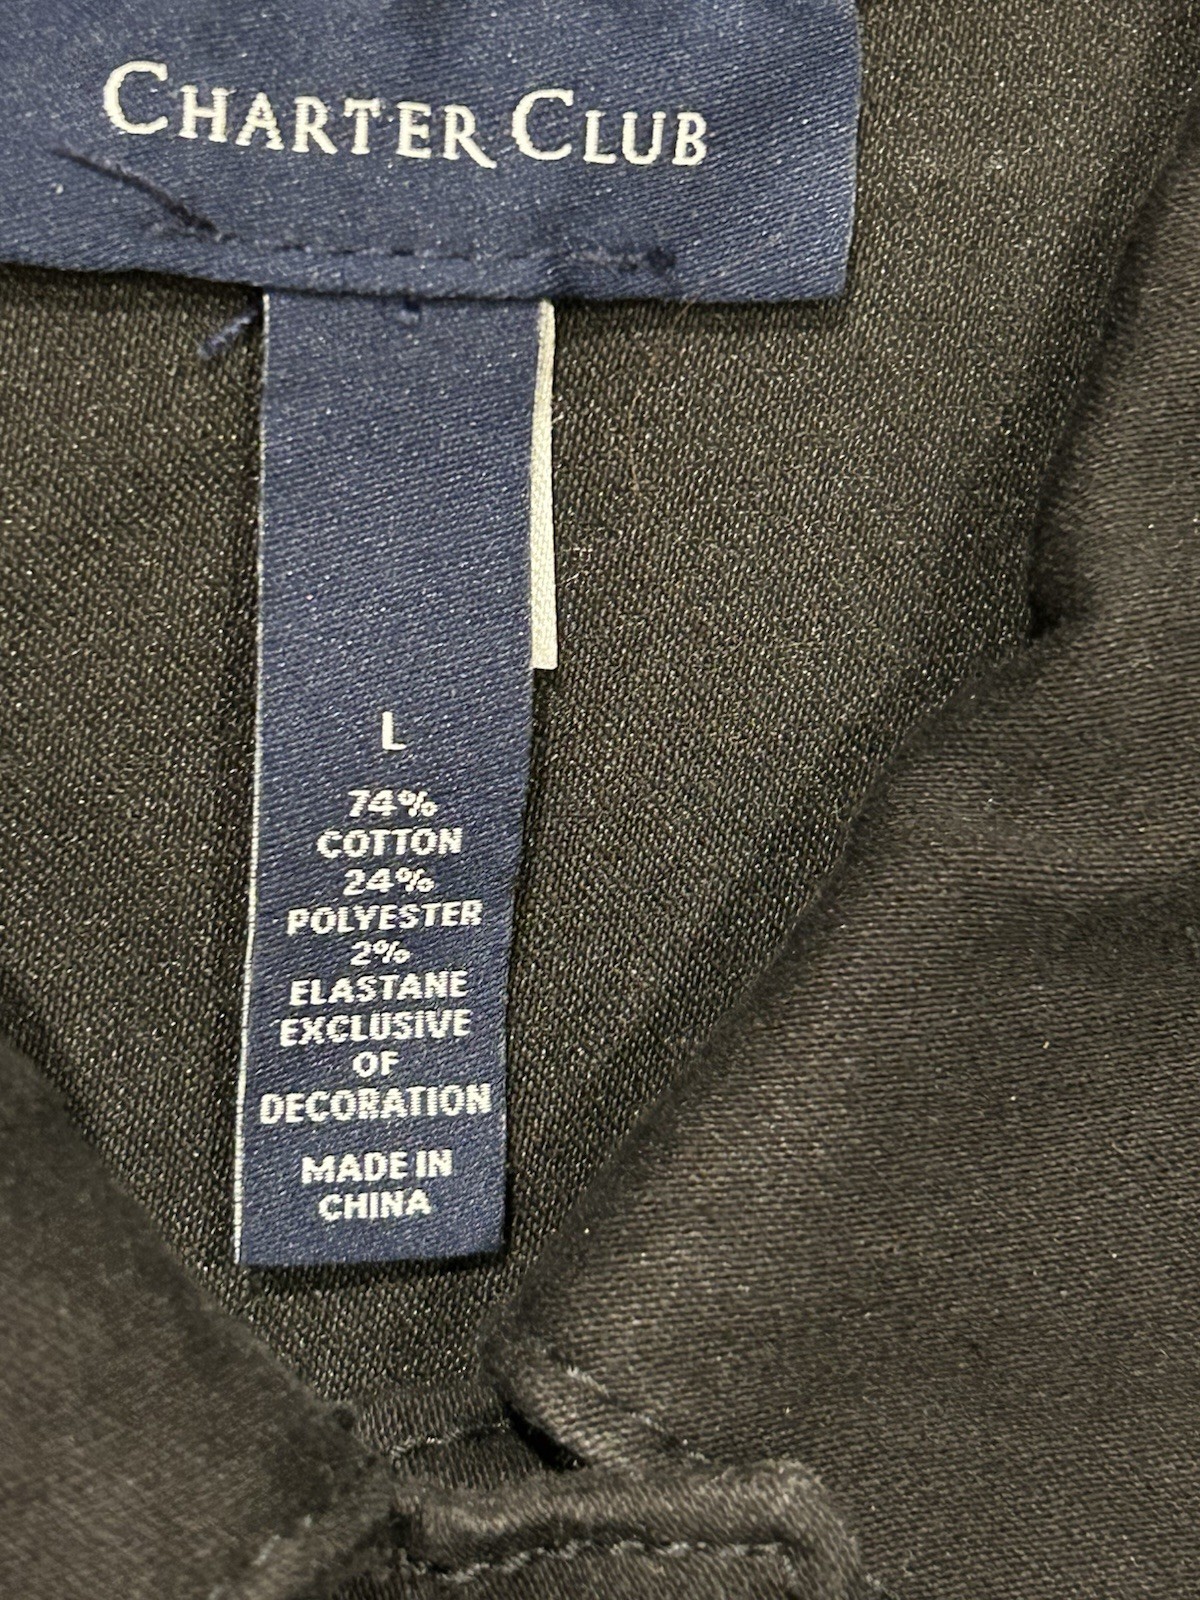 CHARTER CLUB
L
74%
COTTON
24%
POLYESTER
2%
ELASTANE
EXCLUSIVE
OF
DECORATION
MADE IN
CHINA